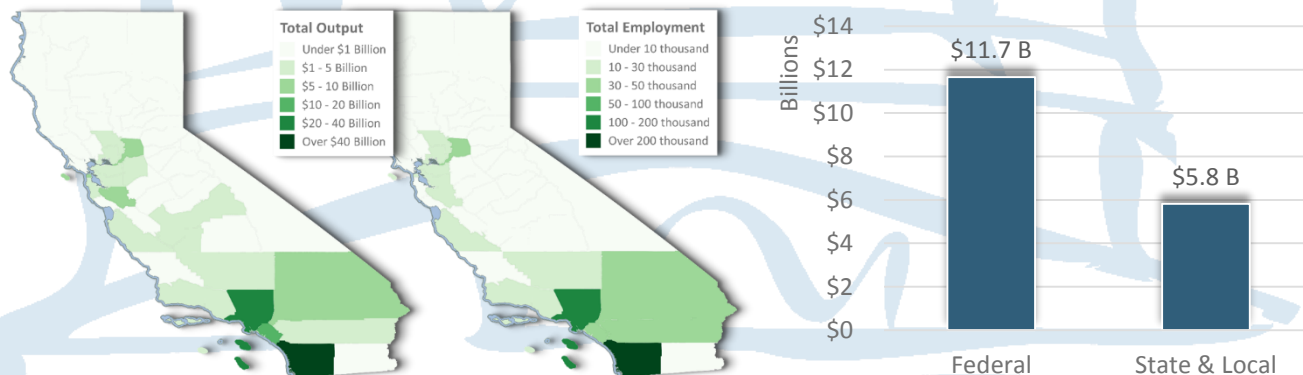 Total Output
Under $1 Billion
$1 - 5 Billion
$5 - 10 Billion
$10 - 20 Billion
$20 - 40 Billion
Over $40 Billion
Total Employment
Under 10 thousand
10 - 30 thousand
30 - 50 thousand
50 - 100 thousand
100 - 200 thousand
Over 200 thousand
Billions
$14
$12
$10
$8
$6
$4
$2
$0
$11.7 B
$5.8 B
Federal
State & Local